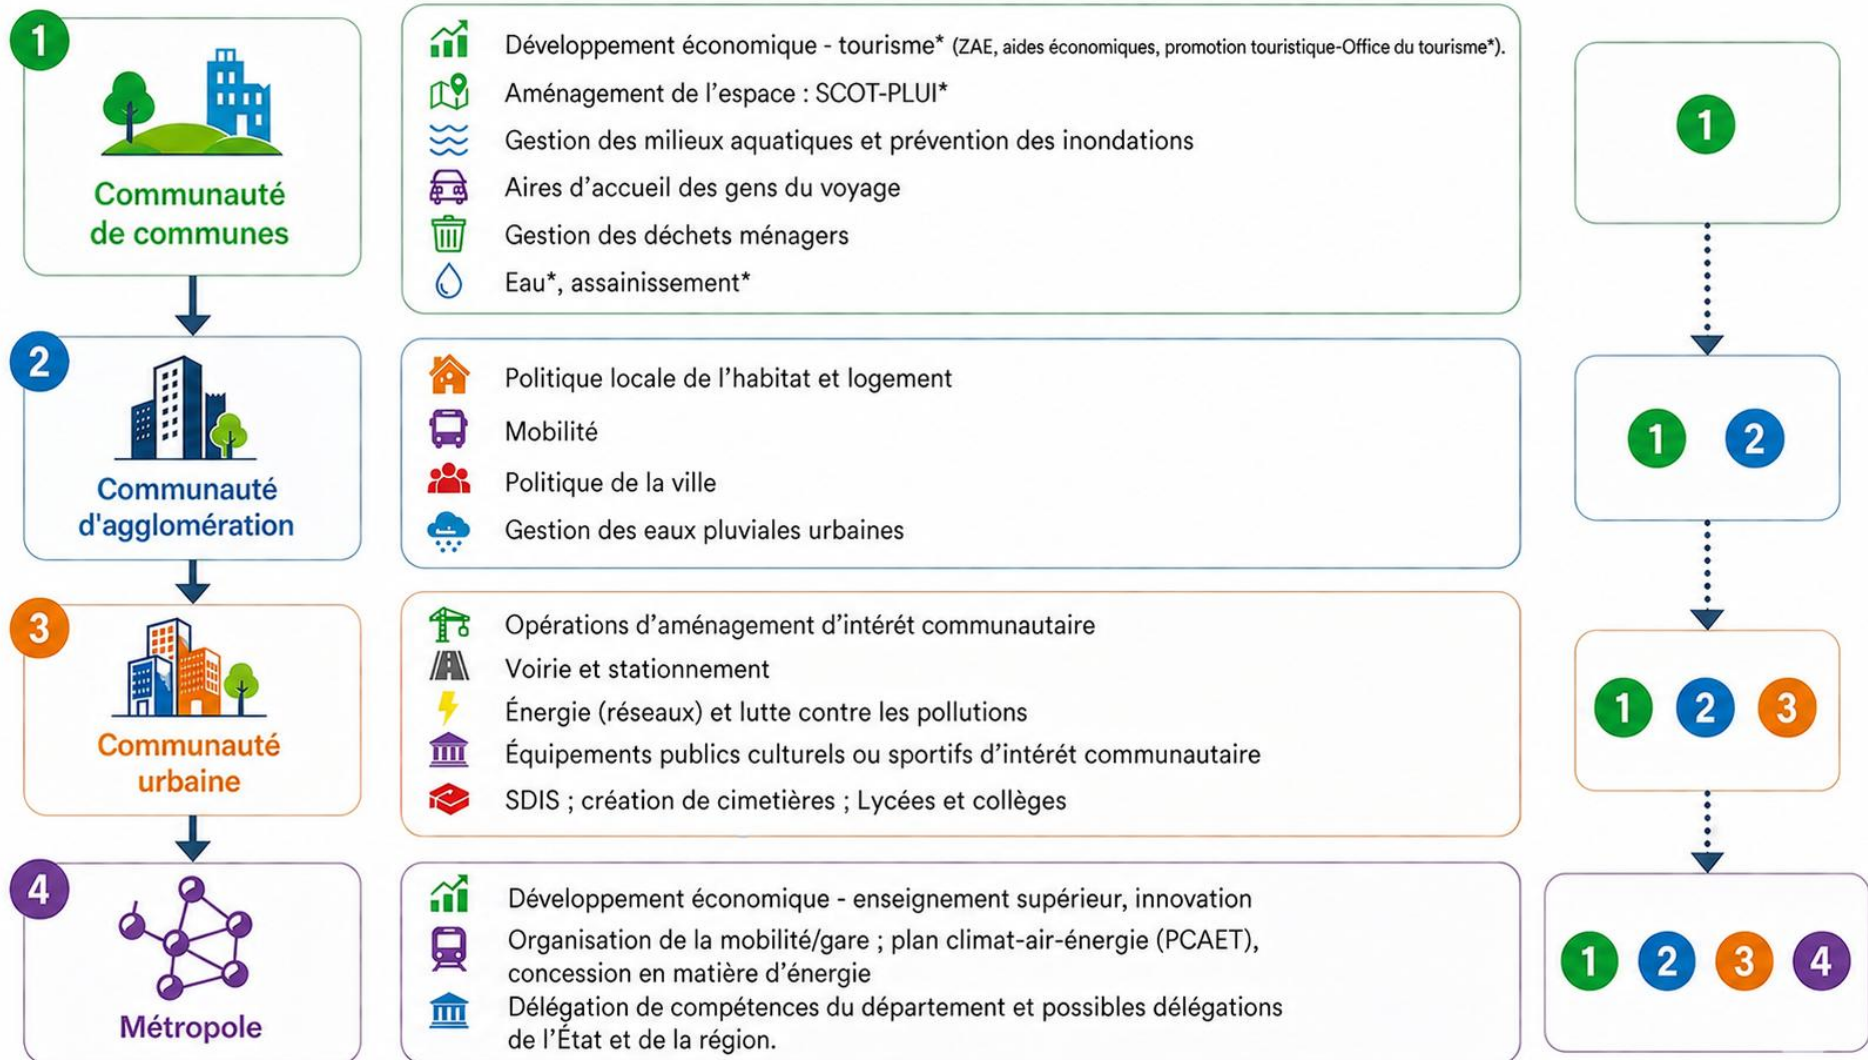 1
Communauté
de communes
Développement économique - tourisme* (ZAE, aides économiques, promotion touristique-Office du tourisme*).
Aménagement de l'espace : SCOT-PLUI*
Gestion des milieux aquatiques et prévention des inondations
Aires d'accueil des gens du voyage
Gestion des déchets ménagers
Eau*, assainissement*
1
2
Communauté
d'agglomération
Politique locale de l'habitat et logement
Mobilité
Politique de la ville
Gestion des eaux pluviales urbaines
1 2
3
Communauté
urbaine
Opérations d'aménagement d'intérét communautaire
Voirie et stationnement
Énergie (réseaux) et lutte contre les pollutions
Équipements publics culturels ou sportifs d'intérét communautaire
SDIS ; création de cimetières ; Lycées et collèges
1 2 3
4
Métropole
Développement économique - enseignement supérieur, innovation
Organisation de la mobilité/gare ; plan climat-air-énergie (PCAET),
concession en matière d'énergie
Délégation de compétences du département et possibles délégations
de l'État et de la région.
1 2 3 4